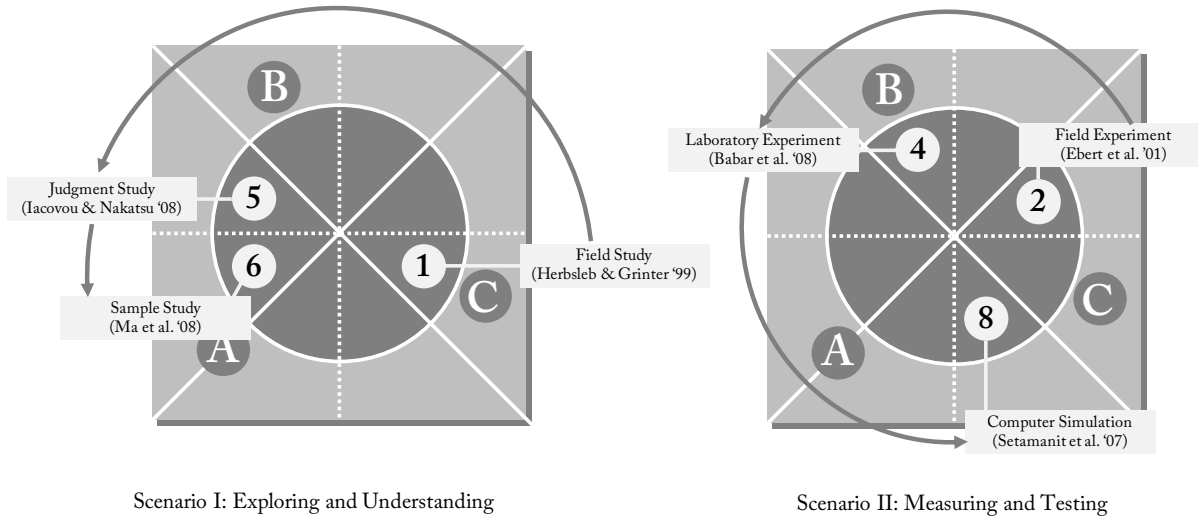 B
5
Judgment Study
(Iacovou & Nakatsu ‘08)
6
Sample Study
(Ma et al. ‘08)
A
1
Field Study
(Herbsleb & Grinter ‘99)
C
Scenario I: Exploring and Understanding
B
Laboratory Experiment
(Babar et al. ‘08)
4
Field Experiment
(Ebert et al. ’01)
2
C
8
A
Computer Simulation
(Setamanit et al. ‘07)
Scenario II: Measuring and Testing